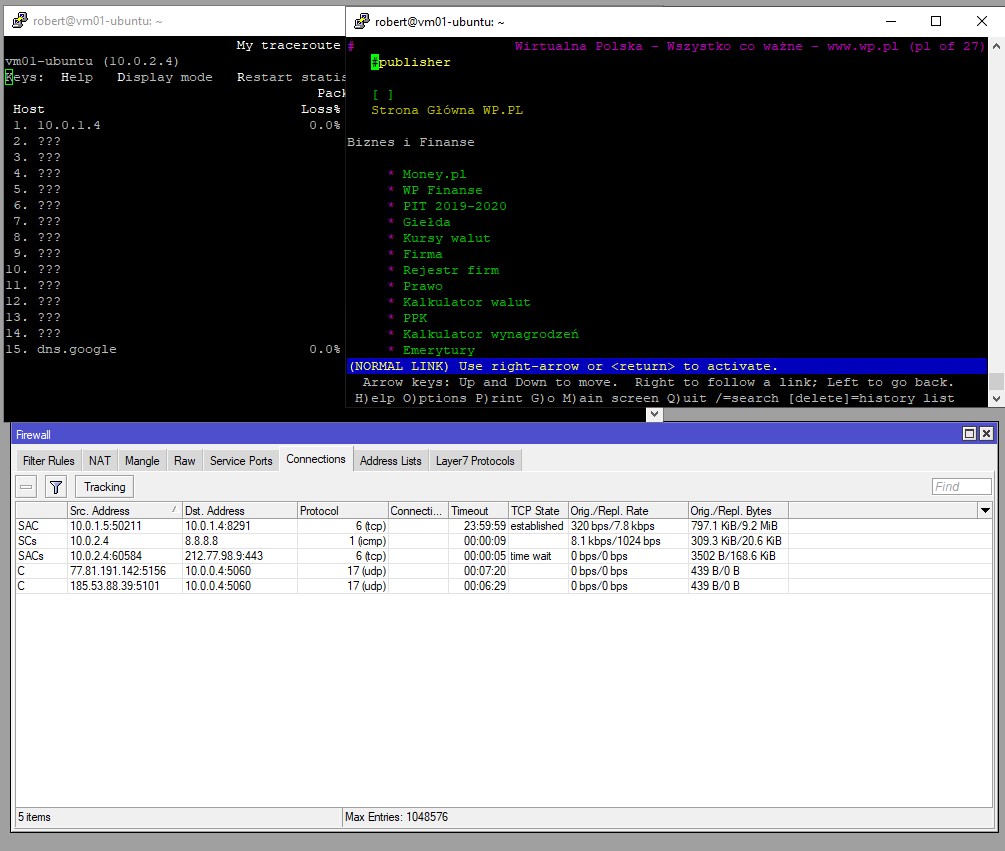 robert@vm01-ubuntu: ~
My traceroute
vm01-ubuntu (10.0.2.4)
Keys: Help Display mode Restart statis
Pack
Host Loss%
1. 10.0.1.4 0.0%
2. ???
3. ???
4. ???
5. ???
6. ???
7. ???
8. ???
9. ???
10. ???
11. ???
12. ???
13. ???
14. ???
15. dns.google 0.0%
robert@vm01-ubuntu: ~
# Wirtualna Polska - Wszystko co ważne - www.wp.pl (p1 of 27)
#publisher
[ ]
Strona Główna WP.PL
Biznes i Finanse
* Money.pl
* WP Finanse
* PIT 2019-2020
* Giełda
* Kursy walut
* Firma
* Rejestr firm
* Prawo
* Kalkulator walut
* PPK
* Kalkulator wynagrodzeń
* Emerytury
(NORMAL LINK) Use right-arrow or <return> to activate.
Arrow keys: Up and Down to move. Right to follow a link; Left to go back.
H)elp O)ptions P)rint G)o M)ain screen Q)uit /=search [delete]=history list
Firewall
Filter Rules NAT Mangle Raw Service Ports Connections Address Lists Layer7 Protocols
Tracking Find
Src. Address Dst. Address Protocol Connecti... Timeout TCP State Orig./Repl. Rate Orig./Repl. Bytes
SAC 10.0.1.5:50211 10.0.1.4:8291 6 (tcp) 23:59:59 established 320 bps/7.8 kbps 797.1 KiB/9.2 MiB
SCs 10.0.2.4 8.8.8.8 1 (icmp) 00:00:09 8.1 kbps/1024 bps 309.3 KiB/20.6 KiB
SACs 10.0.2.4:60584 212.77.98.9:443 6 (tcp) 00:00:05 time wait 0 bps/0 bps 3502 B/168.6 KiB
C 77.81.191.142:5156 10.0.0.4:5060 17 (udp) 00:07:20 0 bps/0 bps 439 B/0 B
C 185.53.88.39:5101 10.0.0.4:5060 17 (udp) 00:06:29 0 bps/0 bps 439 B/0 B
5 items Max Entries: 1048576